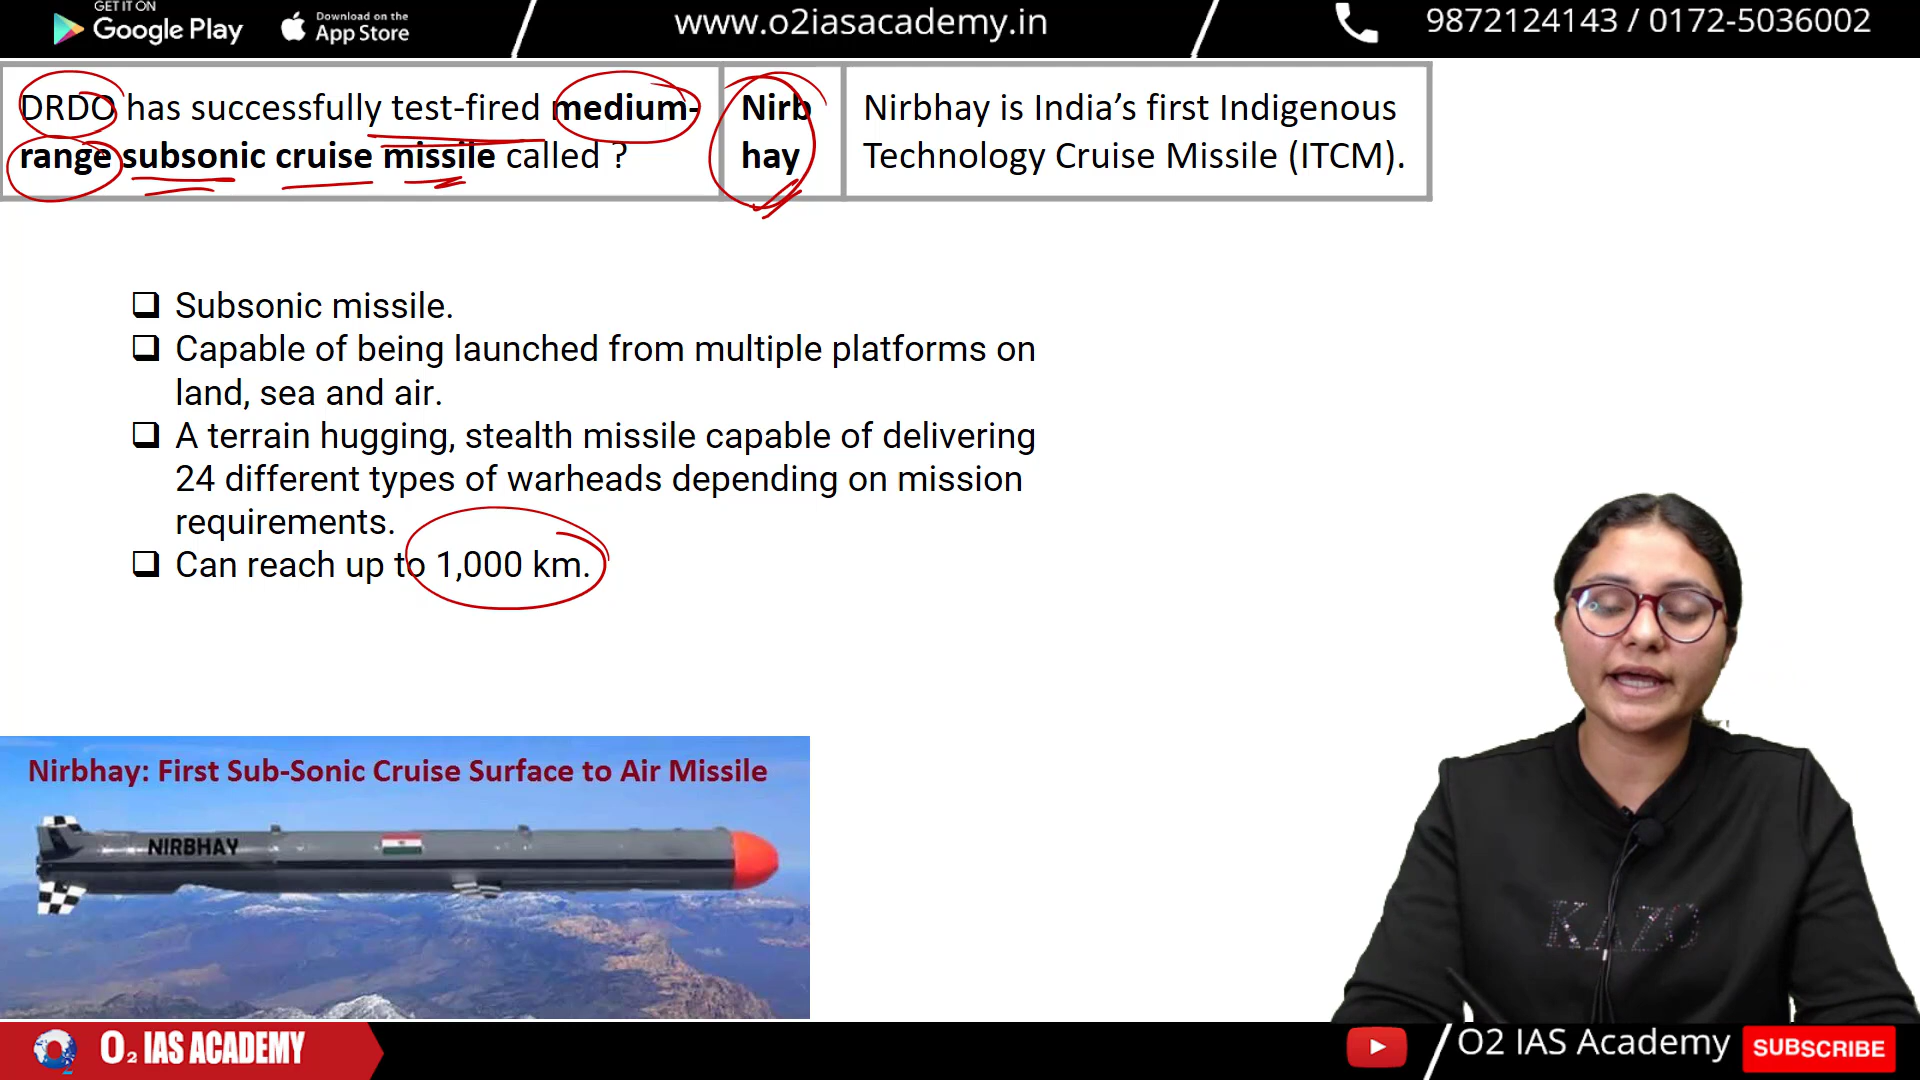 GET IT ON
Google Play
Download on the
App Store
www.o2iasacademy.in
9872124143 / 0172-5036002
DRDO has successfully test-fired medium-
range subsonic cruise missile called ?
Nirb
hay
Nirbhay is India’s first Indigenous
Technology Cruise Missile (ITCM).
Subsonic missile.
Capable of being launched from multiple platforms on
land, sea and air.
A terrain hugging, stealth missile capable of delivering
24 different types of warheads depending on mission
requirements.
Can reach up to 1,000 km.
Nirbhay: First Sub-Sonic Cruise Surface to Air Missile
NIRBHAY
KAZO
O2 IAS ACADEMY
O2 IAS Academy
SUBSCRIBE